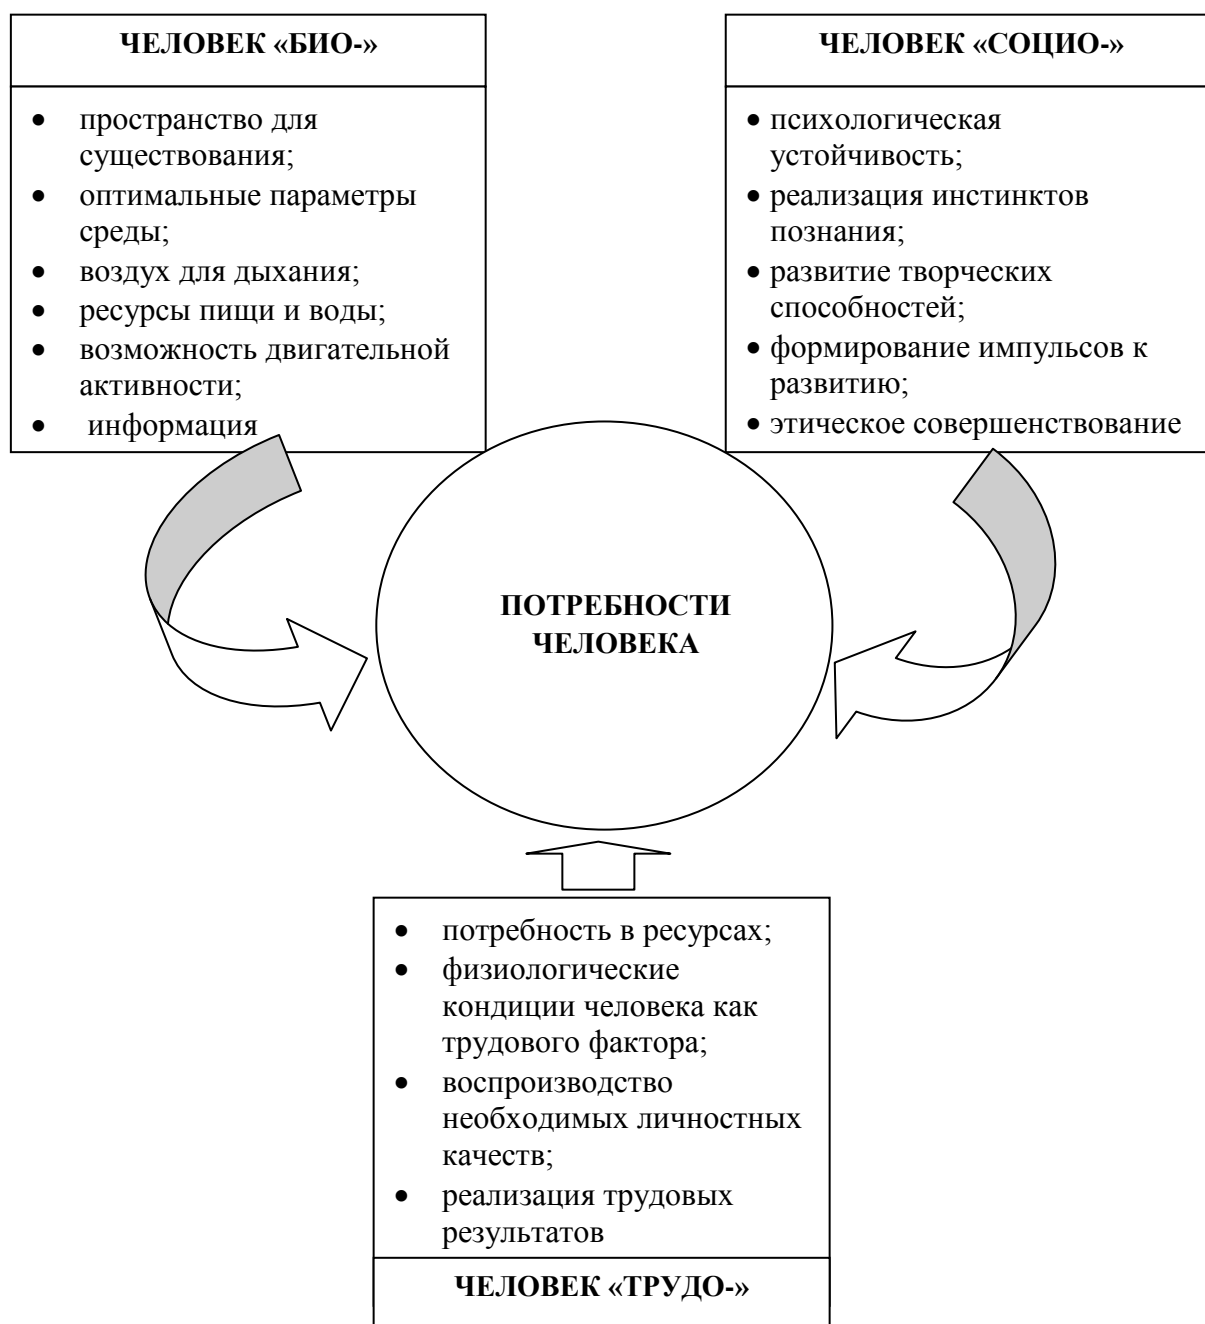 ЧЕЛОВЕК «БИО-»
• пространство для
существования;
• оптимальные параметры
среды;
• воздух для дыхания;
• ресурсы пищи и воды;
• возможность двигательной
активности;
• информация
ЧЕЛОВЕК «СОЦИО-»
• психологическая
устойчивость;
• реализация инстинктов
познания;
• развитие творческих
способностей;
• формирование импульсов к
развитию;
• этическое совершенствование
ПОТРЕБНОСТИ
ЧЕЛОВЕКА
• потребность в ресурсах;
• физиологические
кондиции человека как
трудового фактора;
• воспроизводство
необходимых личностных
качеств;
• реализация трудовых
результатов
ЧЕЛОВЕК «ТРУДО-»